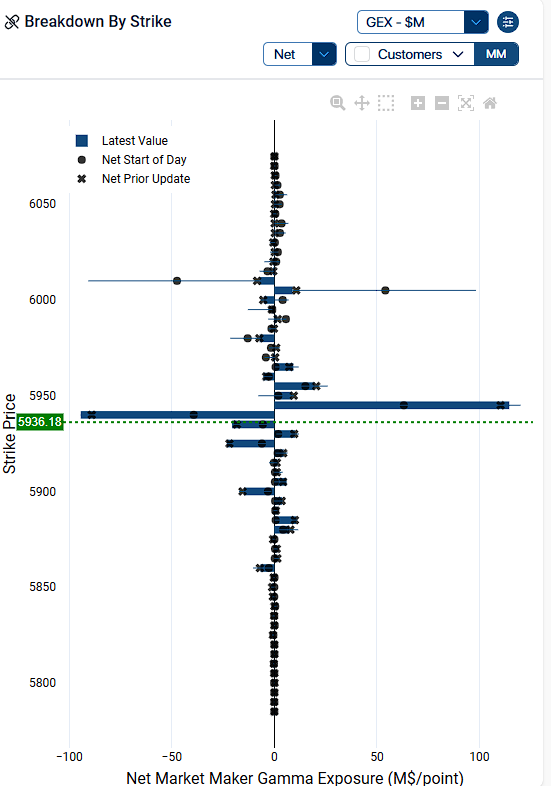 Breakdown By Strike
GEX - $M
Net
Customers
MM
Latest Value
Net Start of Day
Net Prior Update
6050
6000
5950
5936.18
5900
5850
5800
Strike Price
−100
−50
0
50
100
Net Market Maker Gamma Exposure (M$/point)